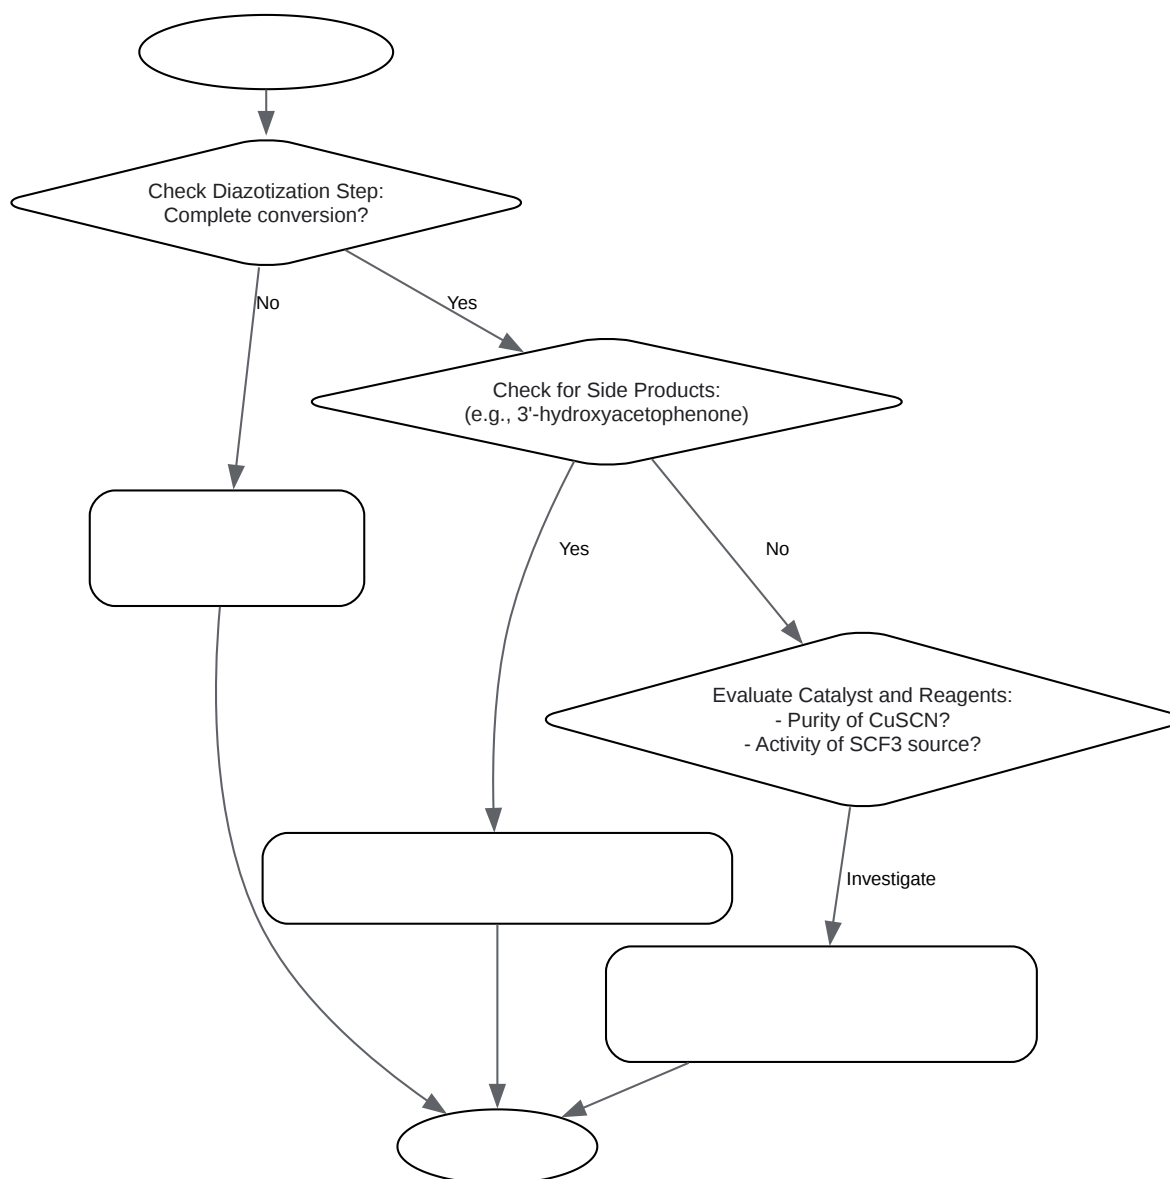 Check Diazotization Step:
Complete conversion?
No
Yes
Check for Side Products:
(e.g., 3'-hydroxyacetophenone)
Yes
No
Evaluate Catalyst and Reagents:
- Purity of CuSCN?
- Activity of SCF3 source?
Investigate